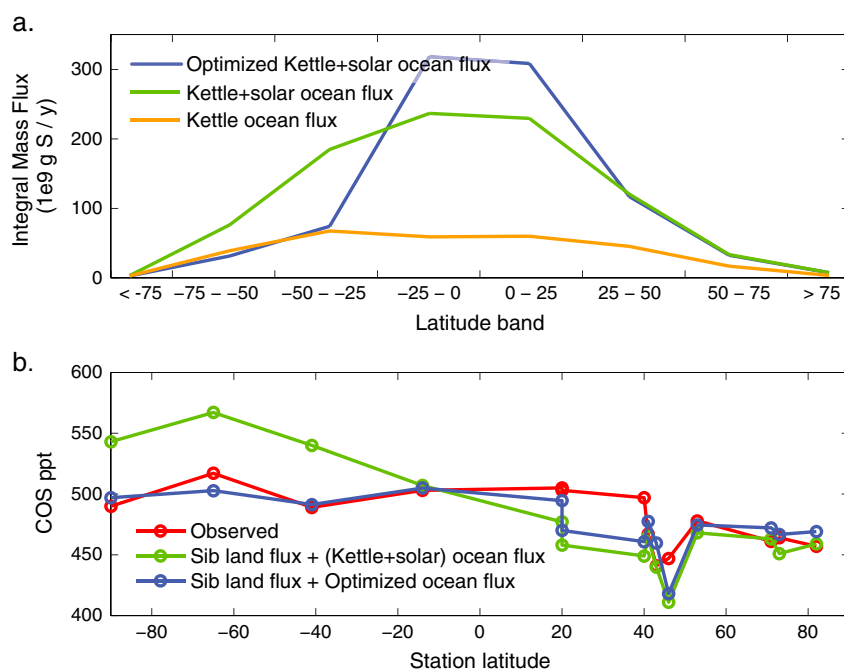 a.
Integral Mass Flux
(1e9 g S / y)
300
200
100
0
Optimized Kettle+solar ocean flux
Kettle+solar ocean flux
Kettle ocean flux
< -75
−75 – −50
−50 – −25
−25 – 0
0 – 25
25 – 50
50 – 75
> 75
Latitude band
b.
COS ppt
600
550
500
450
400
Observed
Sib land flux + (Kettle+solar) ocean flux
Sib land flux + Optimized ocean flux
−80
−60
−40
−20
0
20
40
60
80
Station latitude